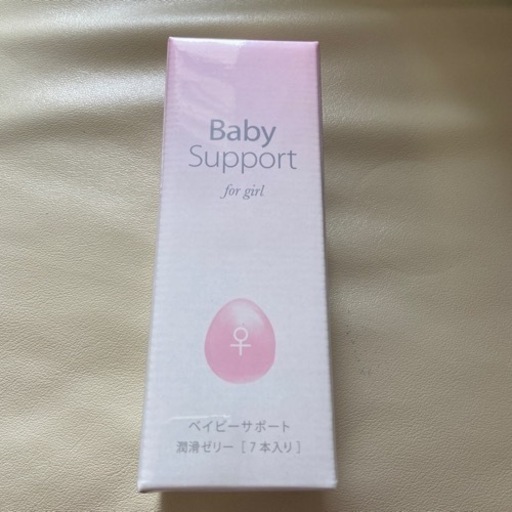 Baby
Support
for girl
ベイビーサポート
潤滑ゼリー［7本入り］